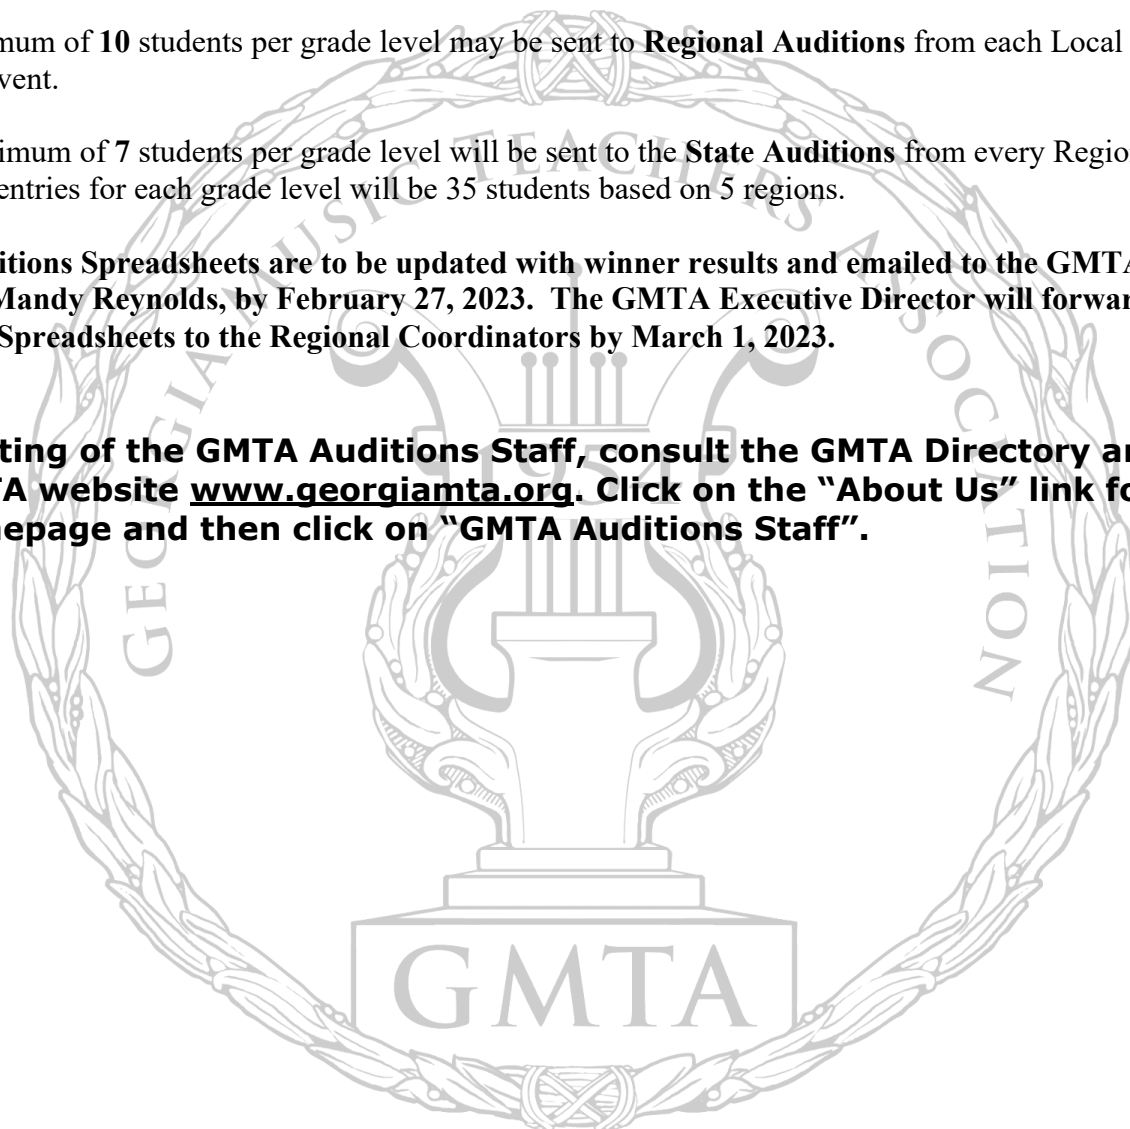 mum of 10 students per grade level may be sent to Regional Auditions from each Local
vent.
imum of 7 students per grade level will be sent to the State Auditions from every Regio
entries for each grade level will be 35 students based on 5 regions.
itions Spreadsheets are to be updated with winner results and emailed to the GMTA
Mandy Reynolds, by February 27, 2023. The GMTA Executive Director will forwar
Spreadsheets to the Regional Coordinators by March 1, 2023.
ting of the GMTA Auditions Staff, consult the GMTA Directory an
TA website www.georgiamta.org. Click on the “About Us” link fo
epage and then click on “GMTA Auditions Staff”.
GEORGIA MUSIC TEACHERS ASSOCIATION
1954
GMTA